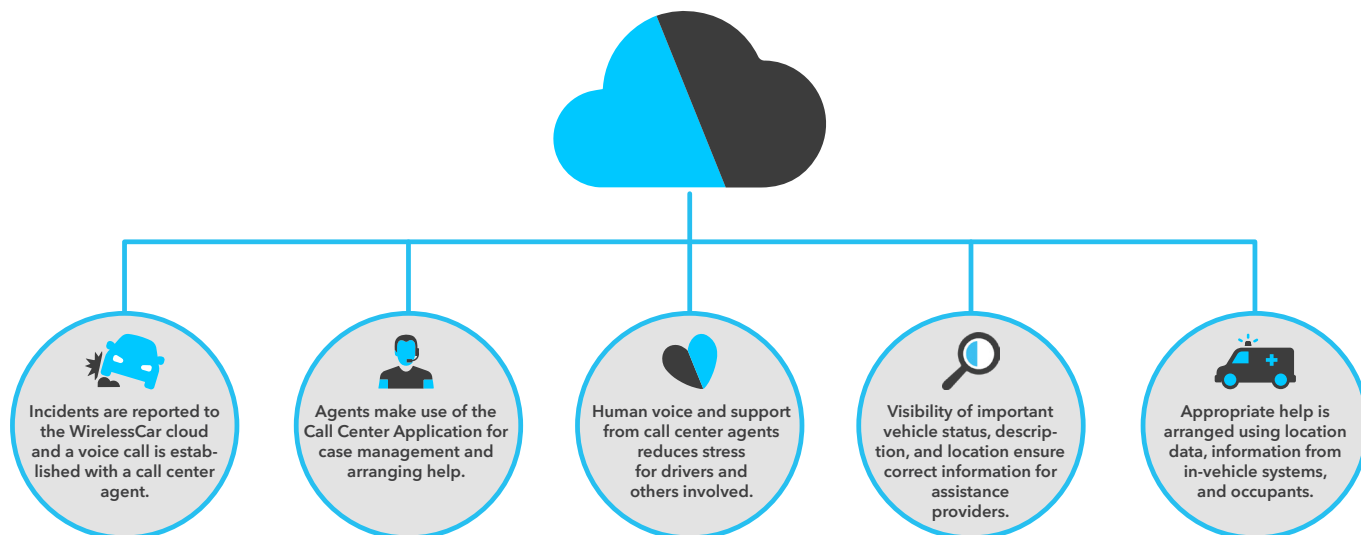 Incidents are reported to
the WirelessCar cloud
and a voice call is estab-
lished with a call center
agent.
Agents make use of the
Call Center Application for
case management and
arranging help.
Human voice and support
from call center agents
reduces stress
for drivers and
others involved.
Visibility of important
vehicle status, descrip-
tion, and location ensure
correct information for
assistance
providers.
Appropriate help is
arranged using location
data, information from
in-vehicle systems,
and occupants.